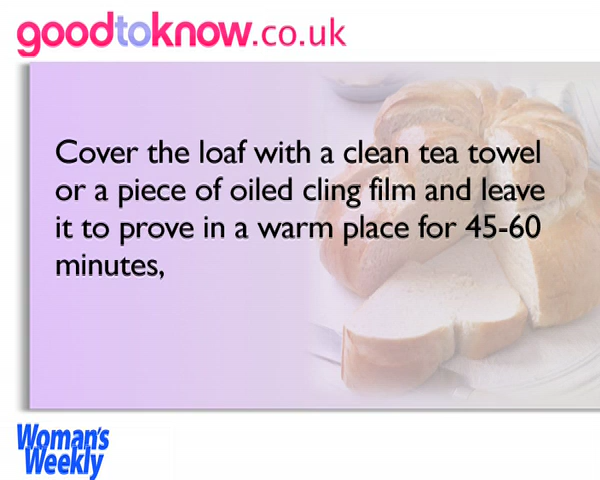 goodtoknow.co.uk
Cover the loaf with a clean tea towel
or a piece of oiled cling film and leave
it to prove in a warm place for 45-60
minutes,
Woman's
Weekly